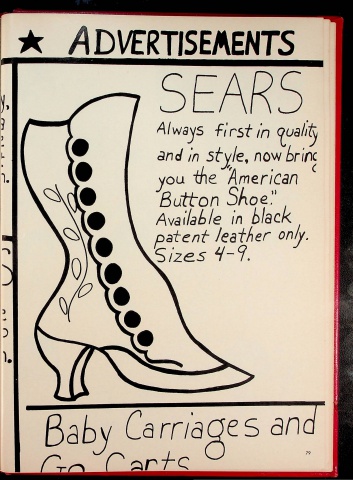 ★ ADVERTISEMENTS
SEARS
Always first in quality
and in style, now bring
you the "American
Button Shoe."
Available in black
patent leather only.
Sizes 4-9.
Baby Carriages and
Go Carts
79